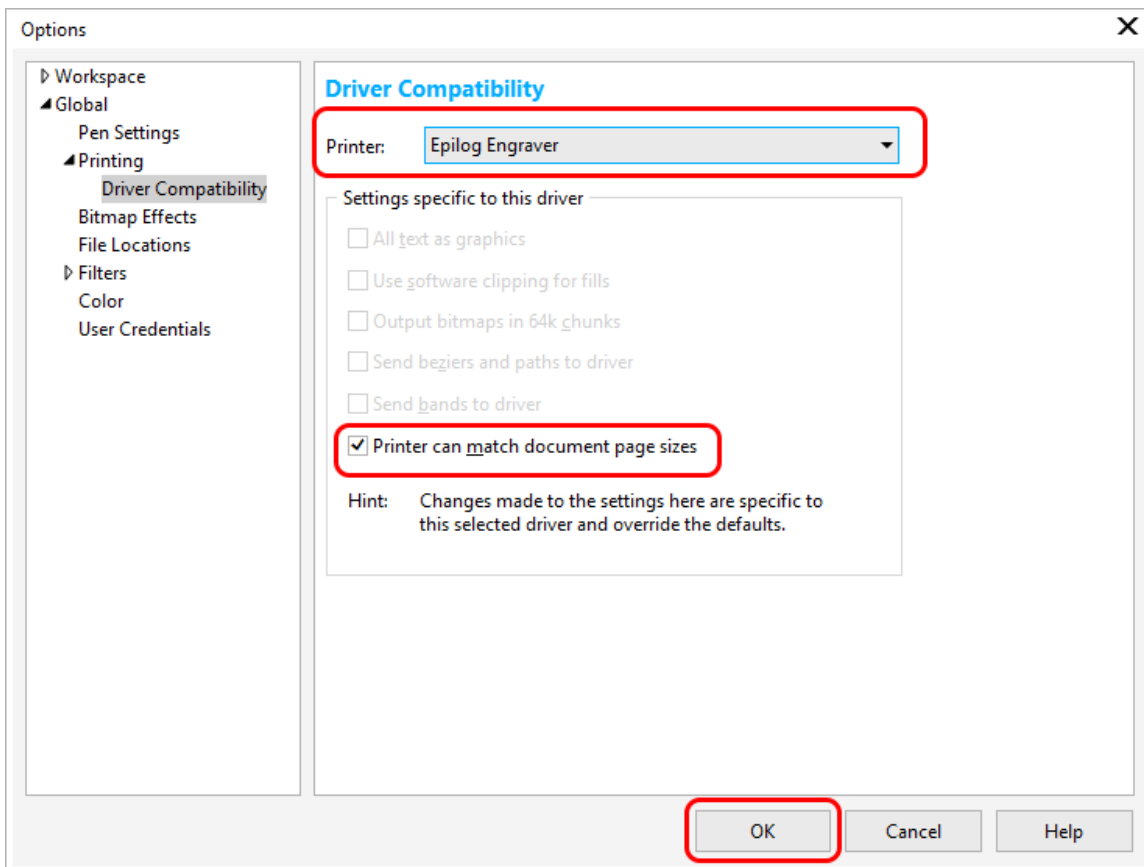 Options
Workspace
Global
Pen Settings
Printing
Driver Compatibility
Bitmap Effects
File Locations
Filters
Color
User Credentials
Driver Compatibility
Printer: Epilog Engraver
Settings specific to this driver
All text as graphics
Use software clipping for fills
Output bitmaps in 64k chunks
Send beziers and paths to driver
Send bands to driver
Printer can match document page sizes
Hint: Changes made to the settings here are specific to
this selected driver and override the defaults.
OK Cancel Help